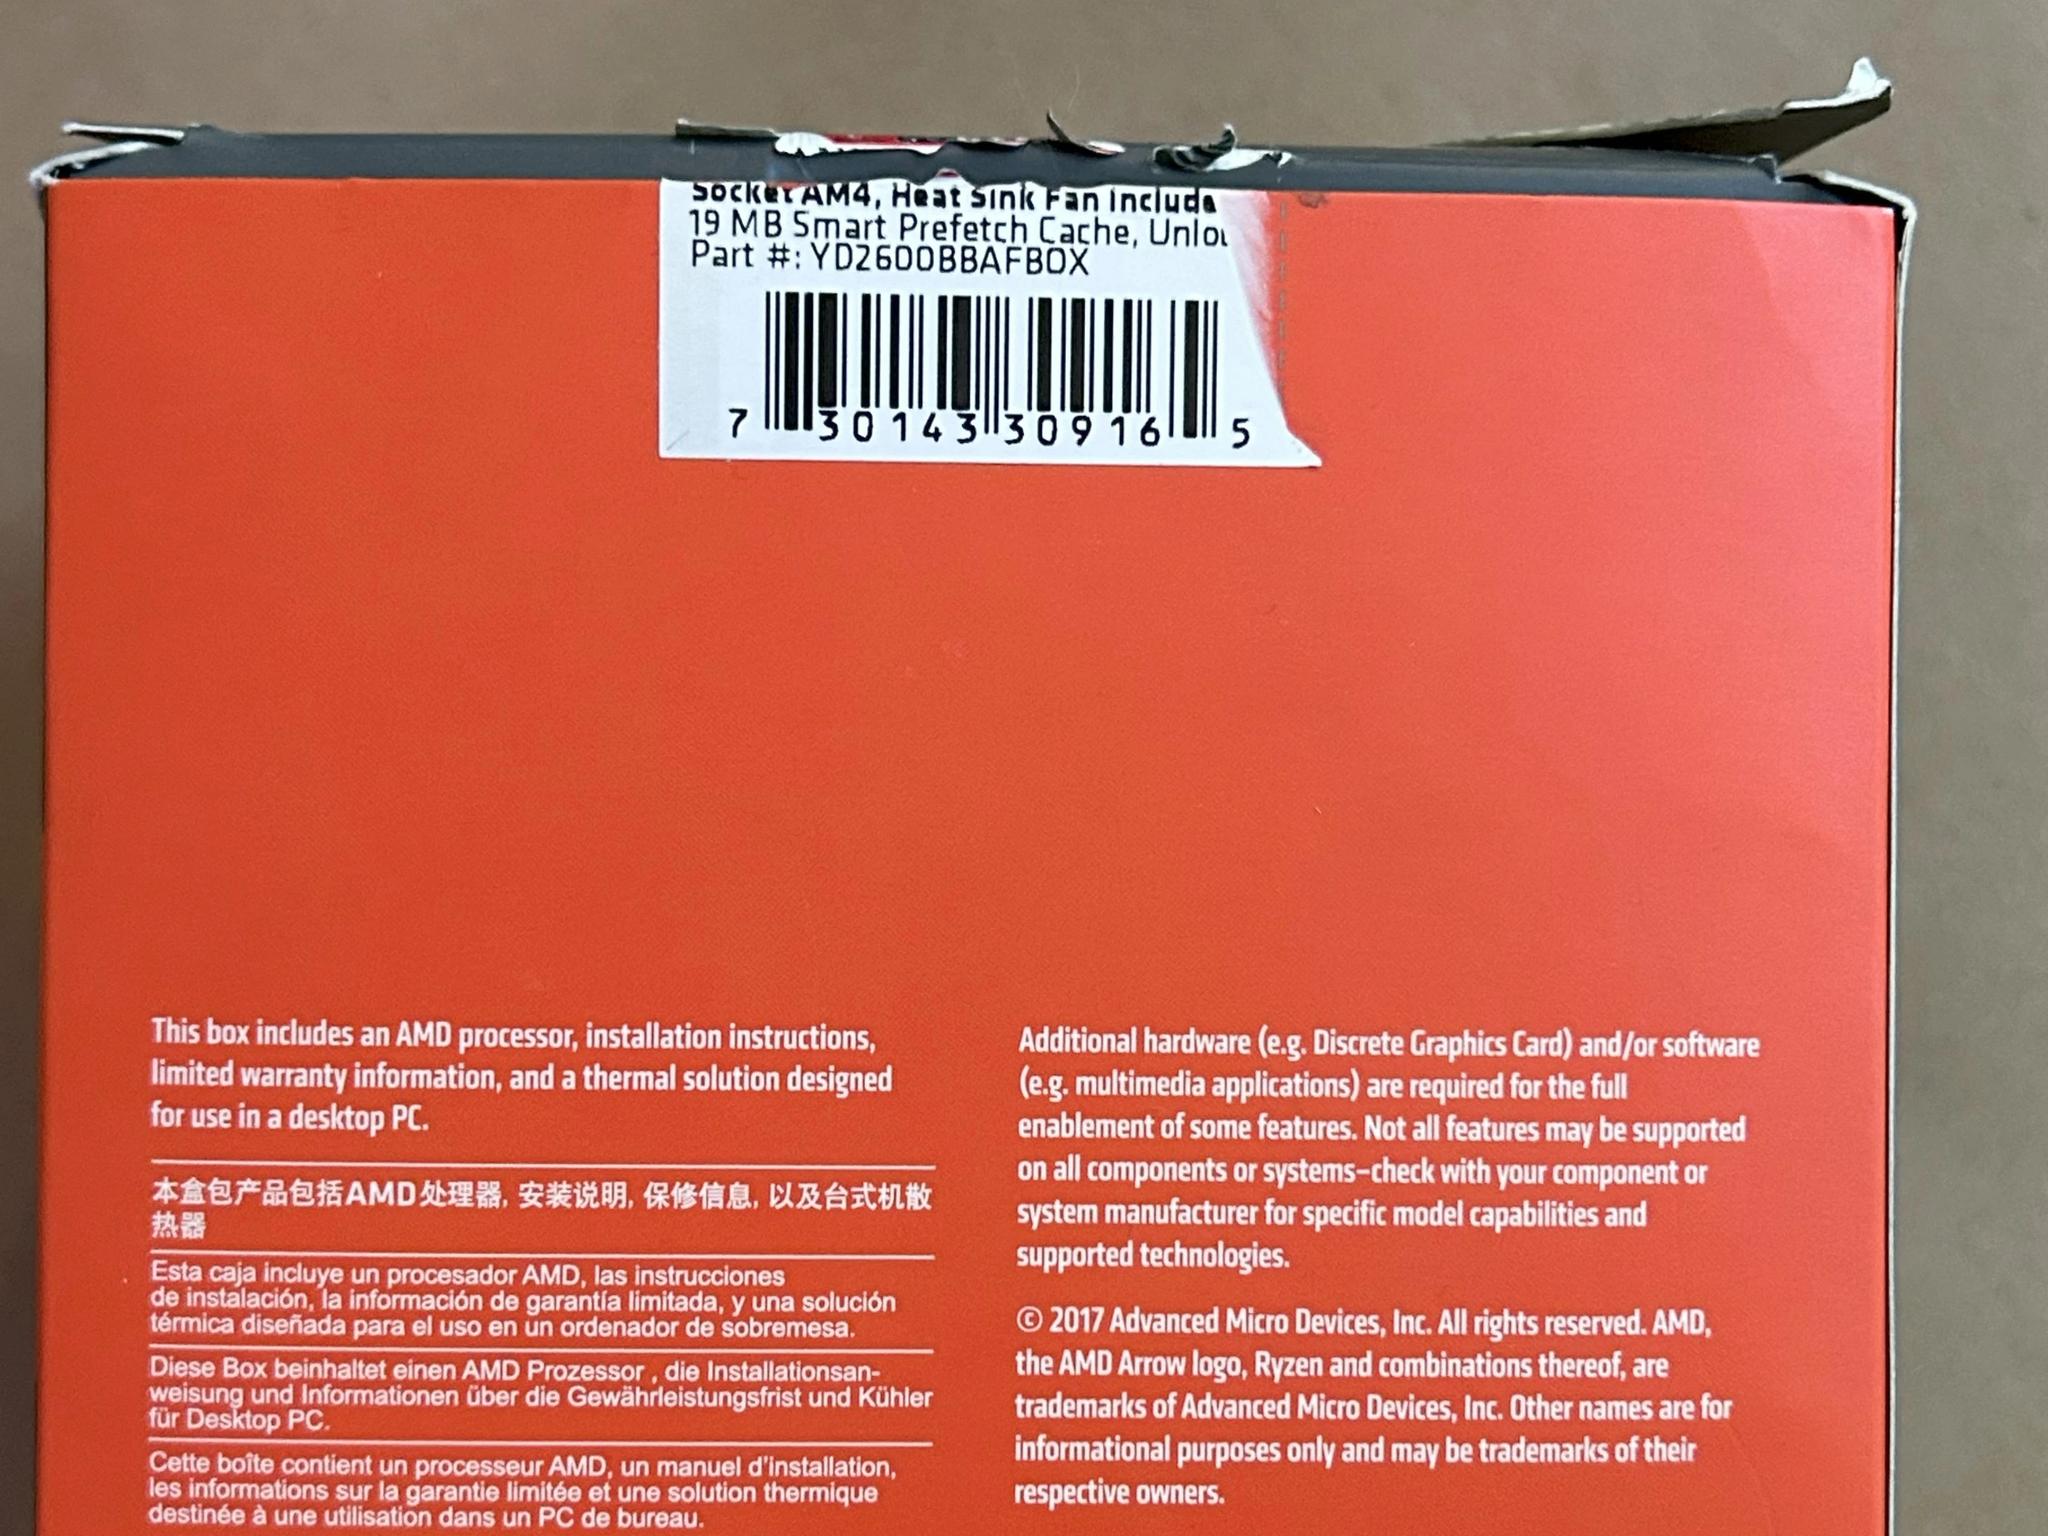 Socket AM4, Heat Sink Fan Include
19 MB Smart Prefetch Cache,
Part #: YD2600BBAFBOX
7 30143 30916 5
This box includes an AMD processor, installation instructions,
limited warranty information, and a thermal solution designed
for use in a desktop PC.
本盒包产品包括AMD处理器, 安装说明, 保修信息, 以及台式机散
热器
Esta caja incluye un procesador AMD, las instrucciones
de instalación, la información de garantía limitada, y una solución
térmica diseñada para el uso en un ordenador de sobremesa.
Diese Box beinhaltet einen AMD Prozessor , die Installationsan-
weisung und Informationen über die Gewährleistungsfrist und Kühler
für Desktop PC.
Cette boîte contient un processeur AMD, un manuel d'installation,
les informations sur la garantie limitée et une solution thermique
destinée à une utilisation dans un PC de bureau.
Additional hardware (e.g. Discrete Graphics Card) and/or software
(e.g. multimedia applications) are required for the full
enablement of some features. Not all features may be supported
on all components or systems–check with your component or
system manufacturer for specific model capabilities and
supported technologies.
© 2017 Advanced Micro Devices, Inc. All rights reserved. AMD,
the AMD Arrow logo, Ryzen and combinations thereof, are
trademarks of Advanced Micro Devices, Inc. Other names are for
informational purposes only and may be trademarks of their
respective owners.